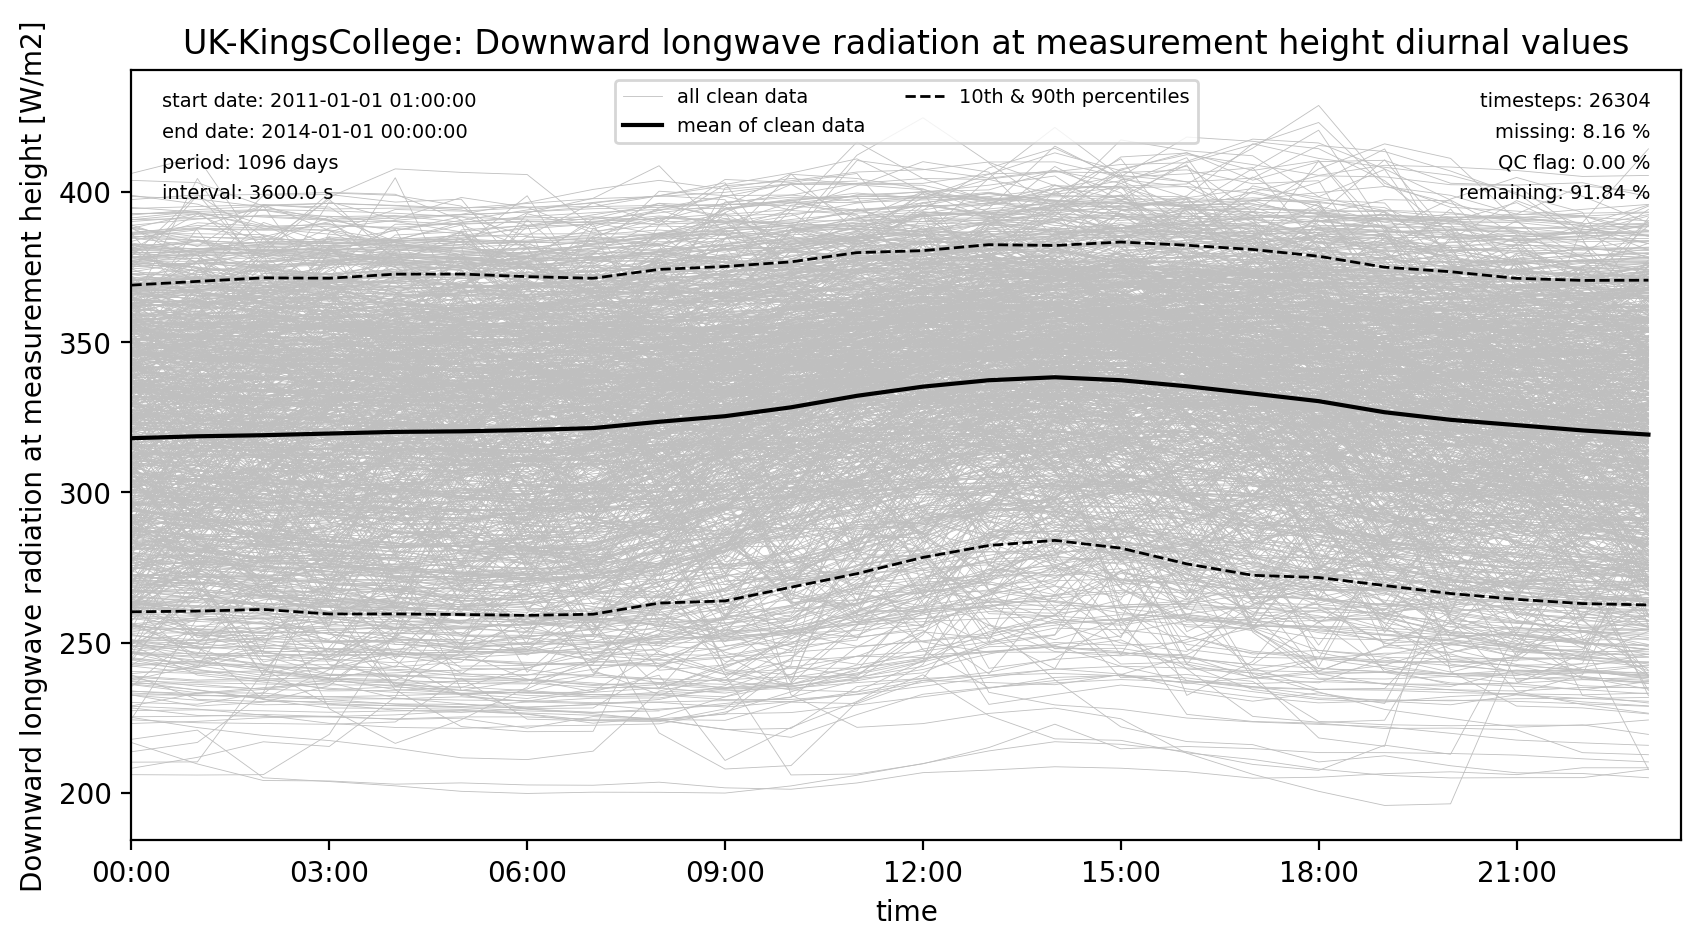 UK-KingsCollege: Downward longwave radiation at measurement height diurnal values
Downward longwave radiation at measurement height [W/m2]
start date: 2011-01-01 01:00:00
end date: 2014-01-01 00:00:00
period: 1096 days
interval: 3600.0 s
all clean data
mean of clean data
10th & 90th percentiles
timesteps: 26304
missing: 8.16 %
QC flag: 0.00 %
remaining: 91.84 %
400
350
300
250
200
00:00 03:00 06:00 09:00 12:00 15:00 18:00 21:00
time